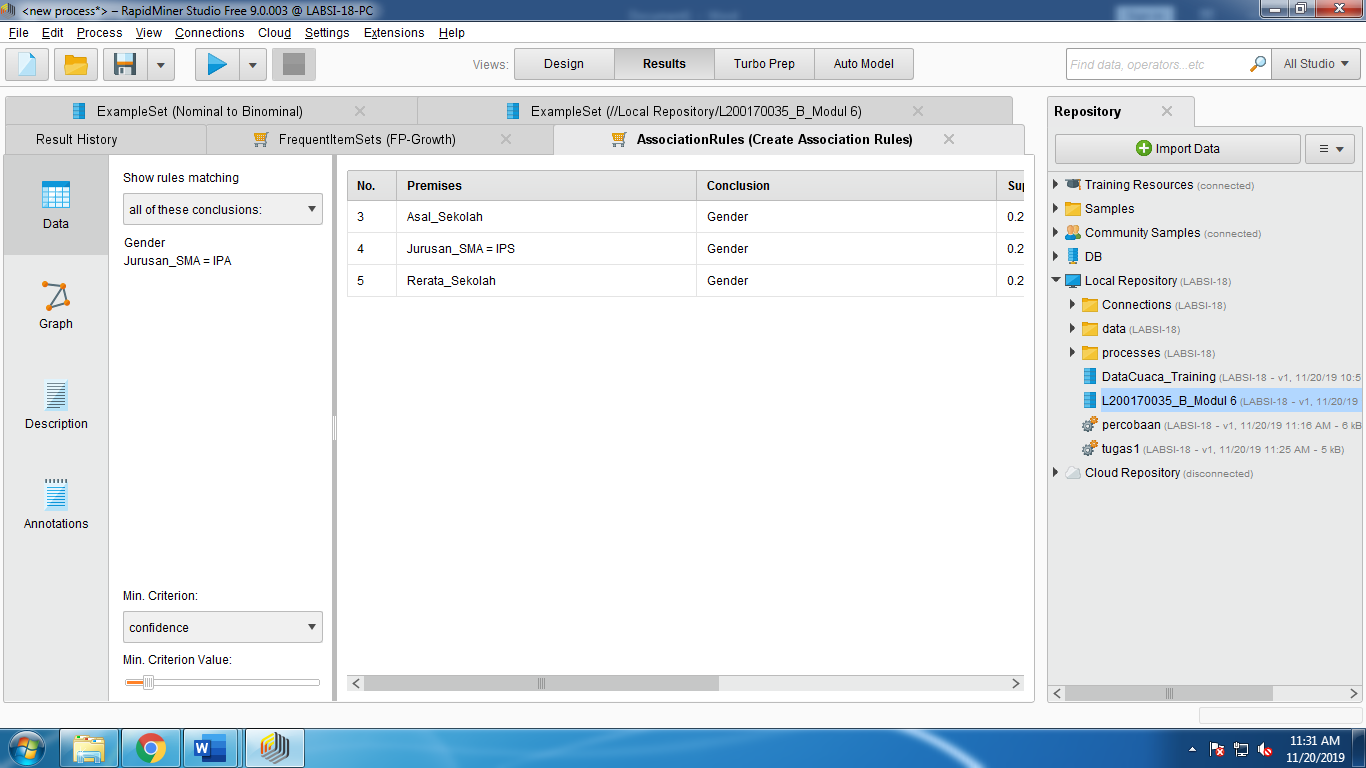 <new process*> – RapidMiner Studio Free 9.0.003 @ LABSI-18-PC
File Edit Process View Connections Cloud Settings Extensions Help
Views: Design Results Turbo Prep Auto Model
Find data, operators...etc
All Studio
ExampleSet (Nominal to Binominal)
ExampleSet (//Local Repository/L200170035_B_Modul 6)
Result History
FrequentItemSets (FP-Growth)
AssociationRules (Create Association Rules)
Data
Graph
Description
Annotations
Show rules matching
all of these conclusions:
Gender
Jurusan_SMA = IPA
Min. Criterion:
confidence
Min. Criterion Value:
No. Premises Conclusion Sup
3 Asal_Sekolah Gender 0.2
4 Jurusan_SMA = IPS Gender 0.2
5 Rerata_Sekolah Gender 0.2
Repository
Import Data
Training Resources (connected)
Samples
Community Samples (connected)
DB
Local Repository (LABSI-18)
Connections (LABSI-18)
data (LABSI-18)
processes (LABSI-18)
DataCuaca_Training (LABSI-18 - v1, 11/20/19 10:5
L200170035_B_Modul 6 (LABSI-18 - v1, 11/20/19
percobaan (LABSI-18 - v1, 11/20/19 11:16 AM - 6 kB
tugas1 (LABSI-18 - v1, 11/20/19 11:25 AM - 5 kB)
Cloud Repository (disconnected)
11:31 AM
11/20/2019